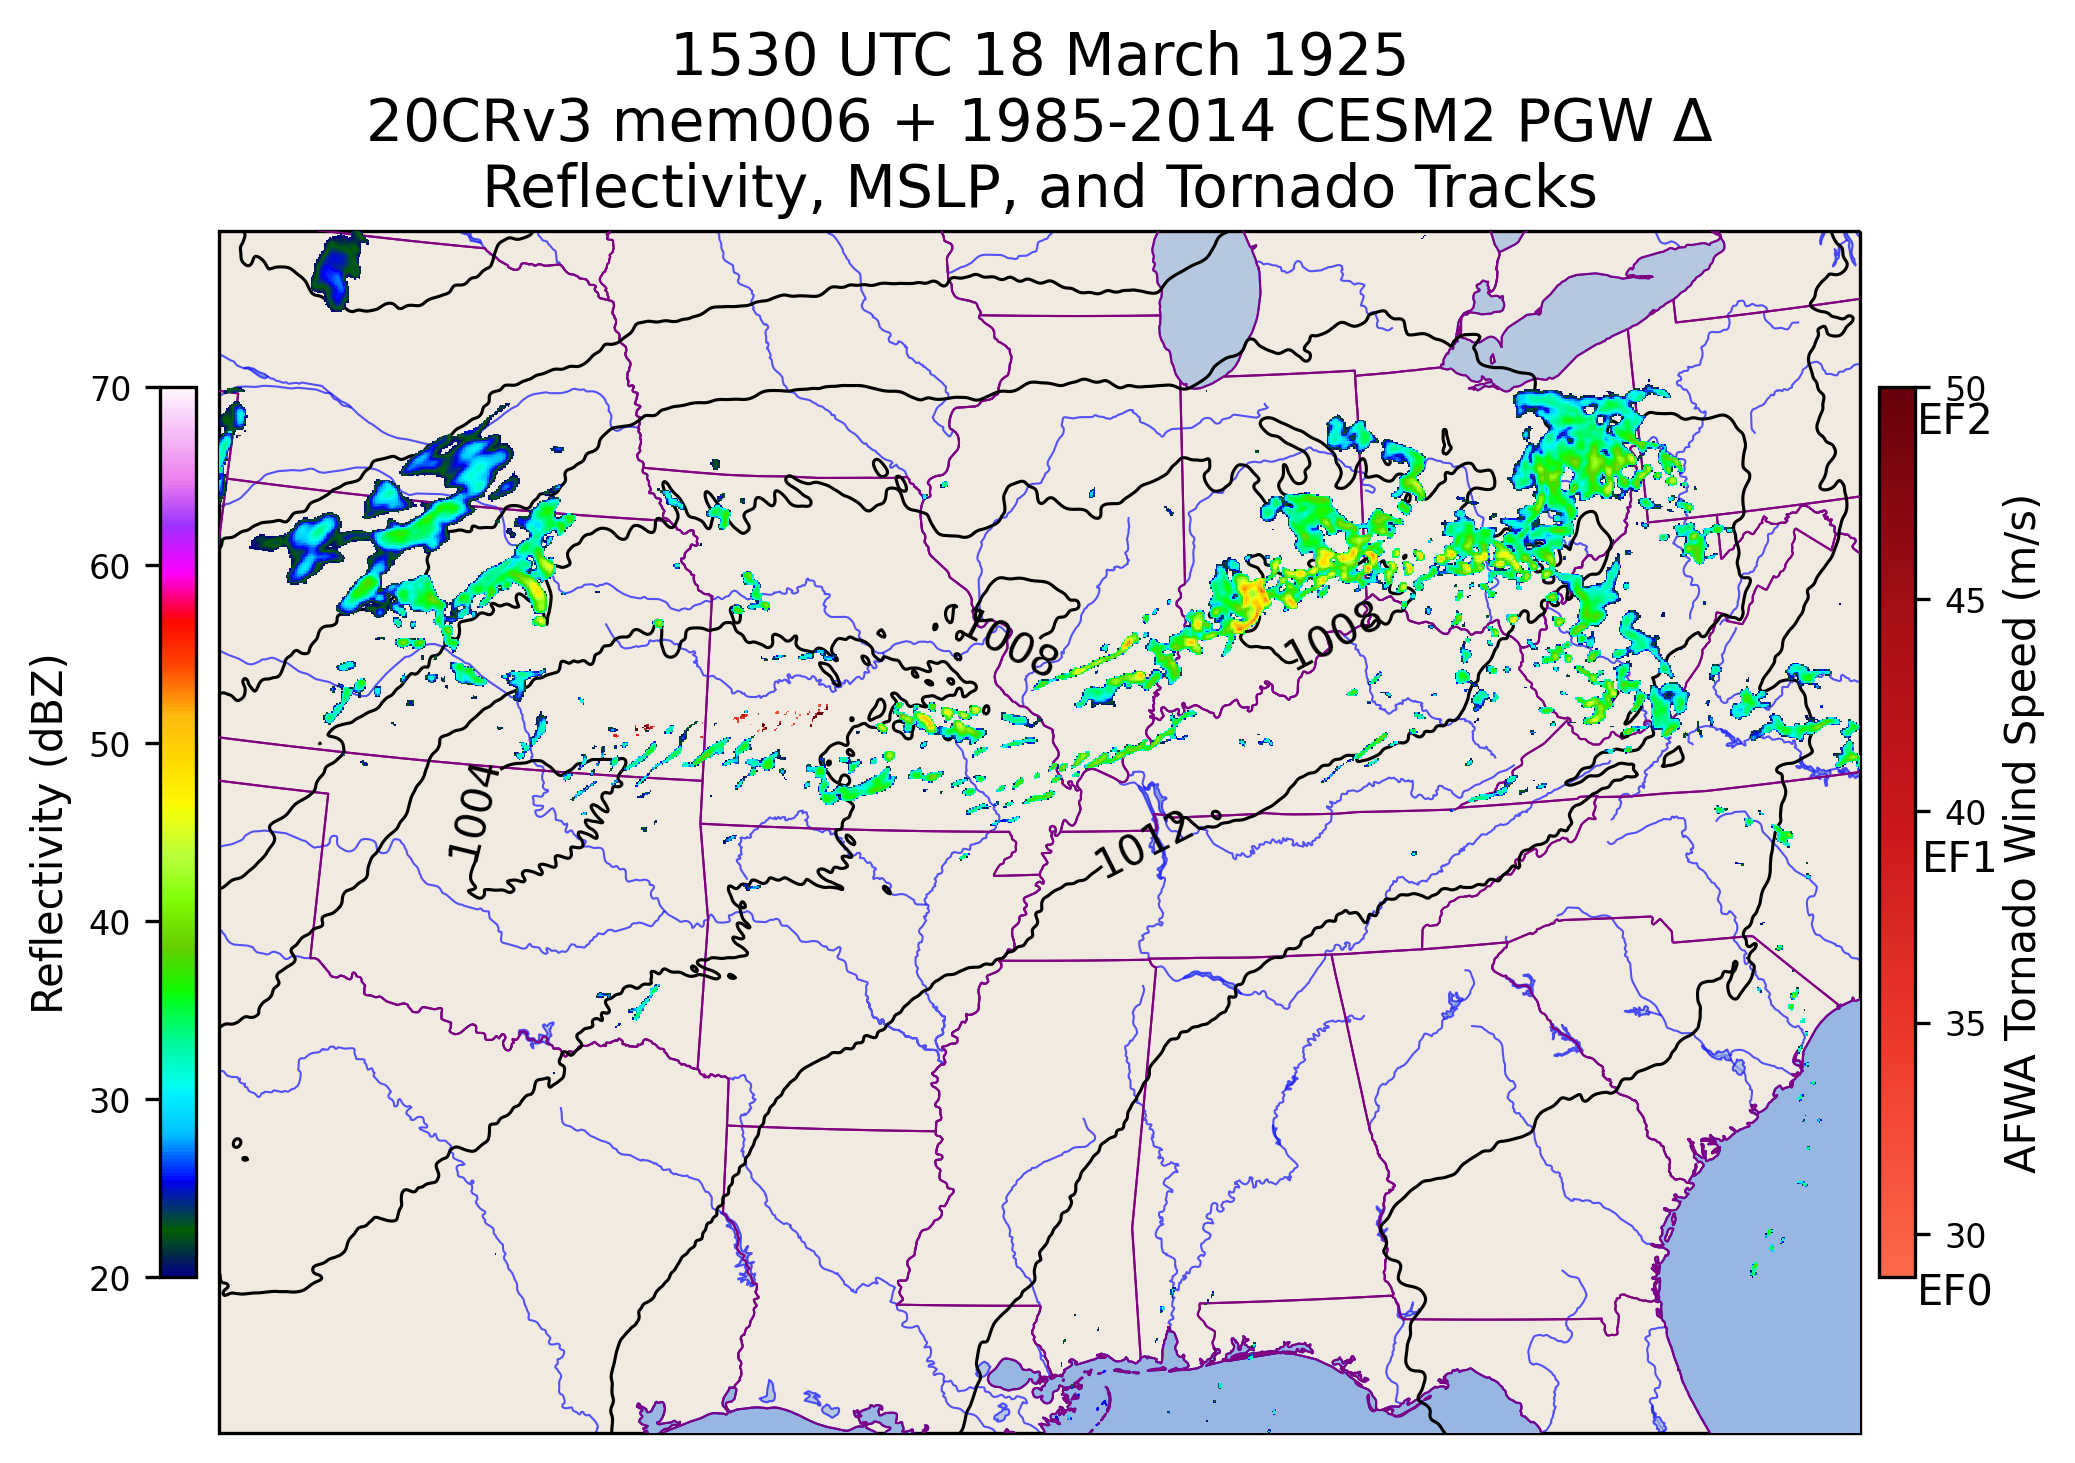 1530 UTC 18 March 1925
20CRv3 mem006 + 1985-2014 CESM2 PGW Δ
Reflectivity, MSLP, and Tornado Tracks
70
60
50
40
30
20
Reflectivity (dBZ)
1008
1008
1004
1012
50
EF2
45
40
EF1
35
30
EF0
AFWA Tornado Wind Speed (m/s)